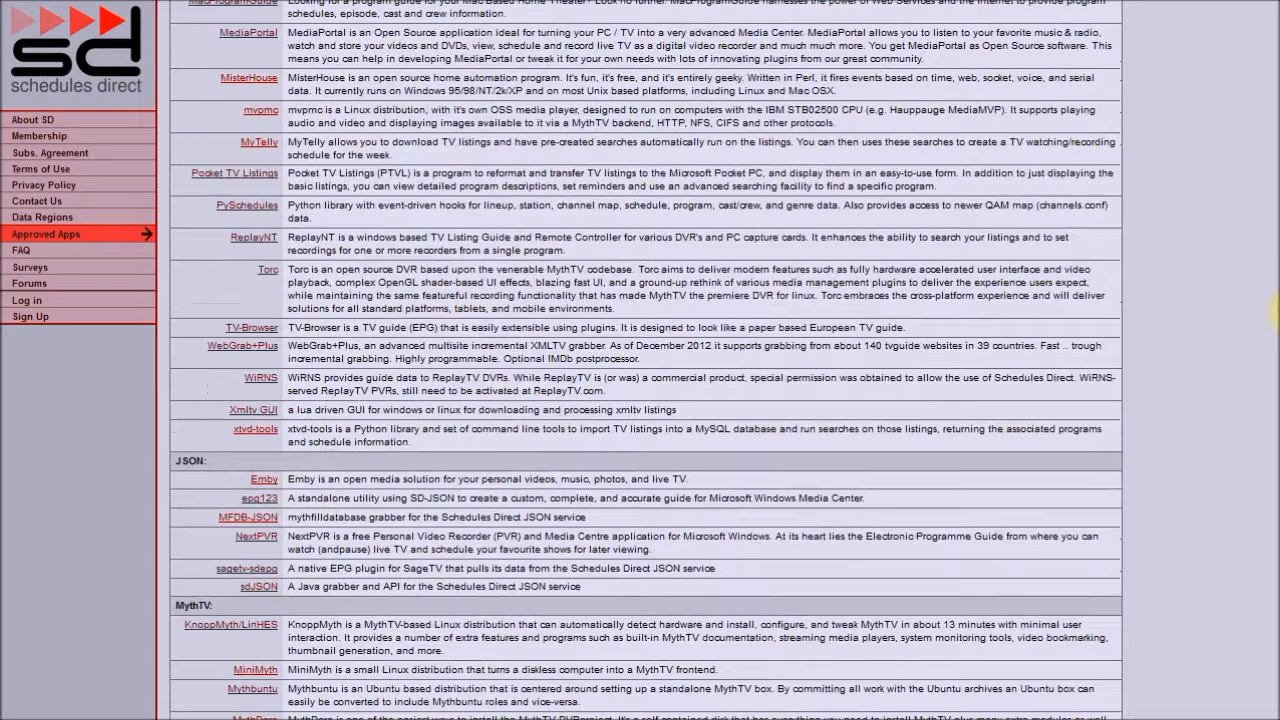 sd
schedules direct
About SD
Membership
Subs. Agreement
Terms of Use
Privacy Policy
Contact Us
Data Regions
Approved Apps
FAQ
Surveys
Forums
Log in
Sign Up
schedules, episode, cast and crew information.
MediaPortal MediaPortal is an Open Source application ideal for turning your PC / TV into a very advanced Media Center. MediaPortal allows you to listen to your favorite music & radio,
watch and store your videos and DVDs, view, schedule and record live TV as a digital video recorder and much much more. You get MediaPortal as Open Source software. This
means you can help in developing MediaPortal or tweak it for your own needs with lots of innovating plugins from our great community.
MisterHouse MisterHouse is an open source home automation program. It's fun, it's free, and it's entirely geeky. Written in Perl, it fires events based on time, web, socket, voice, and serial
data. It currently runs on Windows 95/98/NT/2k/XP and on most Unix based platforms, including Linux and Mac OSX.
mvpmc mvpmc is a Linux distribution, with it's own OSS media player, designed to run on computers with the IBM STB02500 CPU (e.g. Hauppauge MediaMVP). It supports playing
audio and video and displaying images available to it via a MythTV backend, HTTP, NFS, CIFS and other protocols.
MyTelly MyTelly allows you to download TV listings and have pre-created searches automatically run on the listings. You can then uses these searches to create a TV watching/recording
schedule for the week.
Pocket TV Listings Pocket TV Listings (PTVL) is a program to reformat and transfer TV listings to the Microsoft Pocket PC, and display them in an easy-to-use form. In addition to just displaying the
basic listings, you can view detailed program descriptions, set reminders and use an advanced searching facility to find a specific program.
PySchedules Python library with event-driven hooks for lineup, station, channel map, schedule, program, cast/crew, and genre data. Also provides access to newer QAM map (channels.conf)
data.
ReplayNT ReplayNT is a windows based TV Listing Guide and Remote Controller for various DVR's and PC capture cards. It enhances the ability to search your listings and to set
recordings for one or more recorders from a single program.
Torc Torc is an open source DVR based upon the venerable MythTV codebase. Torc aims to deliver modern features such as fully hardware accelerated user interface and video
playback, complex OpenGL shader-based UI effects, blazing fast UI, and a ground-up rethink of various media management plugins to deliver the experience users expect,
while maintaining the same featureful recording functionality that has made MythTV the premiere DVR for linux. Torc embraces the cross-platform experience and will deliver
solutions for all standard platforms, tablets, and mobile environments.
TV-Browser TV-Browser is a TV guide (EPG) that is easily extensible using plugins. It is designed to look like a paper based European TV guide.
WebGrab+Plus WebGrab+Plus, an advanced multisite incremental XMLTV grabber. As of December 2012 it supports grabbing from about 140 tvguide websites in 39 countries. Fast .. trough
incremental grabbing. Highly programmable. Optional IMDb postprocessor.
WiRNS WiRNS provides guide data to ReplayTV DVRs. While ReplayTV is (or was) a commercial product, special permission was obtained to allow the use of Schedules Direct. WiRNS-
served ReplayTV PVRs, still need to be activated at ReplayTV.com.
Xmltv GUI a lua driven GUI for windows or linux for downloading and processing xmltv listings
xtvd-tools xtvd-tools is a Python library and set of command line tools to import TV listings into a MySQL database and run searches on those listings, returning the associated programs
and schedule information.
JSON:
Emby Emby is an open media solution for your personal videos, music, photos, and live TV.
epg123 A standalone utility using SD-JSON to create a custom, complete, and accurate guide for Microsoft Windows Media Center.
MFDB-JSON mythfilldatabase grabber for the Schedules Direct JSON service
NextPVR NextPVR is a free Personal Video Recorder (PVR) and Media Centre application for Microsoft Windows. At its heart lies the Electronic Programme Guide from where you can
watch (andpause) live TV and schedule your favourite shows for later viewing.
sagetv-sdepg A native EPG plugin for SageTV that pulls its data from the Schedules Direct JSON service
sdJSON A Java grabber and API for the Schedules Direct JSON service
MythTV:
KnoppMyth/LinHES KnoppMyth is a MythTV-based Linux distribution that can automatically detect hardware and install, configure, and tweak MythTV in about 13 minutes with minimal user
interaction. It provides a number of extra features and programs such as built-in MythTV documentation, streaming media players, system monitoring tools, video bookmarking,
thumbnail generation, and more.
MiniMyth MiniMyth is a small Linux distribution that turns a diskless computer into a MythTV frontend.
Mythbuntu Mythbuntu is an Ubuntu based distribution that is centered around setting up a standalone MythTV box. By committing all work with the Ubuntu archives an Ubuntu box can
easily be converted to include Mythbuntu roles and vice-versa.